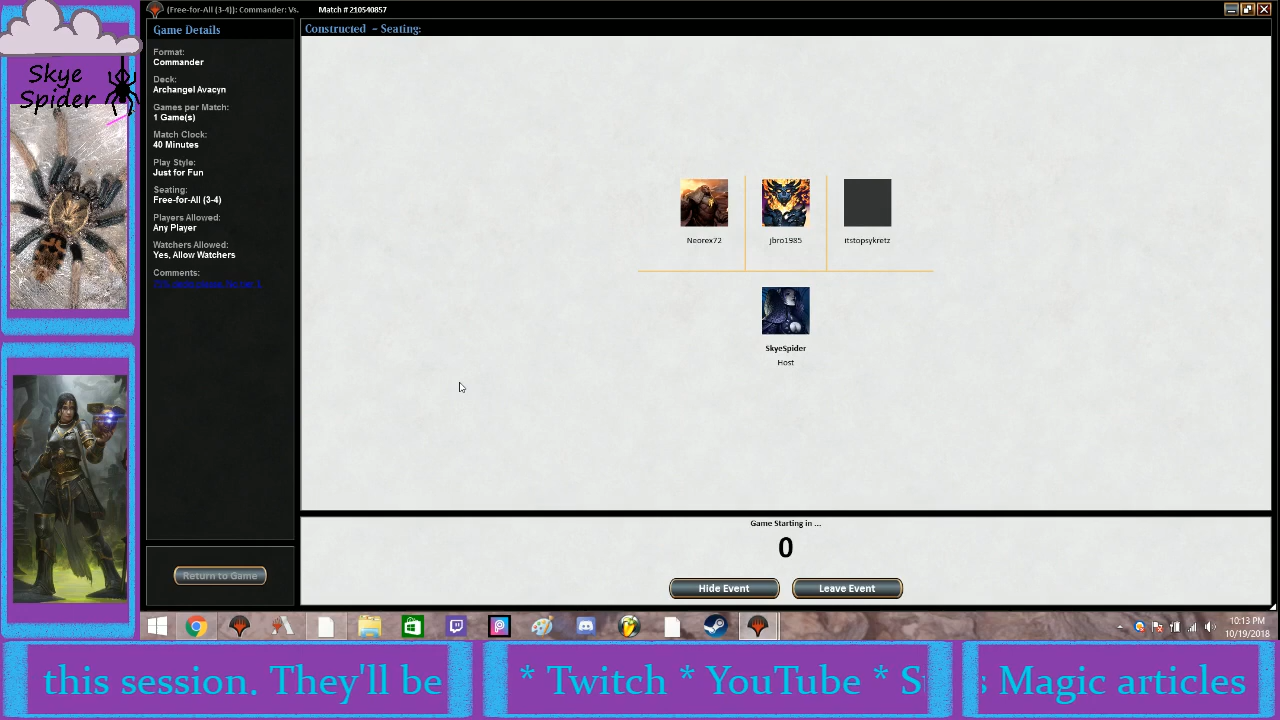 (Free-for-All (3-4)): Commander: Vs.
Match # 210540857
Skye
Spider
Game Details
Format:
Commander
Deck:
Archangel Avacyn
Games per Match:
1 Game(s)
Match Clock:
40 Minutes
Play Style:
Just for Fun
Seating:
Free-for-All (3-4)
Players Allowed:
Any Player
Watchers Allowed:
Yes, Allow Watchers
Comments:
Return to Game
Constructed - Seating:
Neorex72
jbro1985
itstopsykretz
SkyeSpider
Host
Game Starting in ...
0
Hide Event
Leave Event
10:13 PM
10/19/2018
this session. They'll be
* Twitch * YouTube * S
s Magic articles